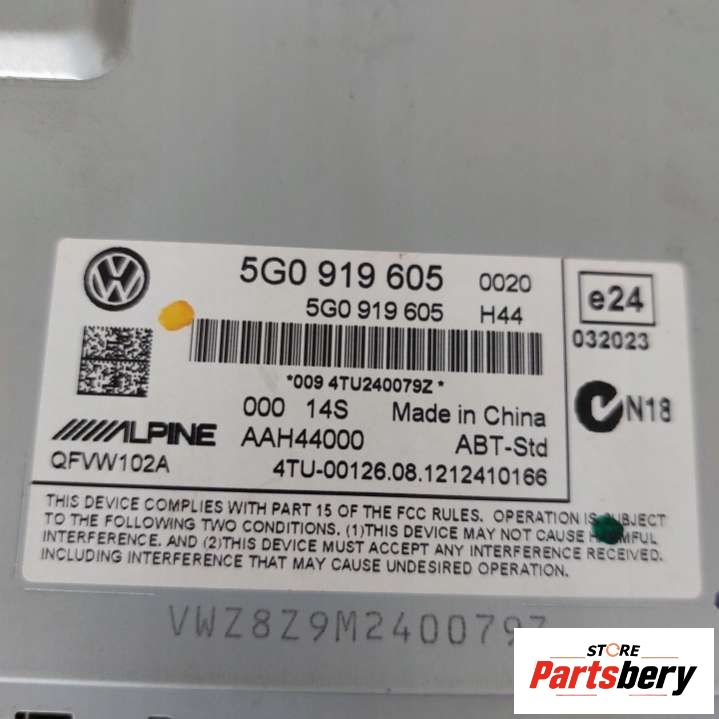 5G0 919 605 0020
5G0 919 605 H44
e24
032023
*009 4TU240079Z*
000 14S Made in China
N18
ALPINE AAH44000 ABT-Std
QFVW102A 4TU-00126.08.1212410166
THIS DEVICE COMPLIES WITH PART 15 OF THE FCC RULES. OPERATION IS SUBJECT
TO THE FOLLOWING TWO CONDITIONS. (1)THIS DEVICE MAY NOT CAUSE HARMFUL
INTERFERENCE. AND (2)THIS DEVICE MUST ACCEPT ANY INTERFERENCE RECEIVED.
INCLUDING INTERFERENCE THAT MAY CAUSE UNDESIRED OPERATION.
VWZ8Z9M240079Z
STORE
Partsbery